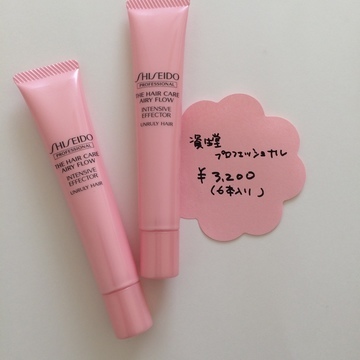 SHISEIDO
PROFESSIONAL
THE HAIR CARE
AIRY FLOW
INTENSIVE
EFFECTOR
UNRULY HAIR
SHISEIDO
PROFESSIONAL
THE HAIR CARE
AIRY FLOW
INTENSIVE
EFFECTOR
UNRULY HAIR
資生堂
プロフェッショナル
¥3,200
(6本入り)